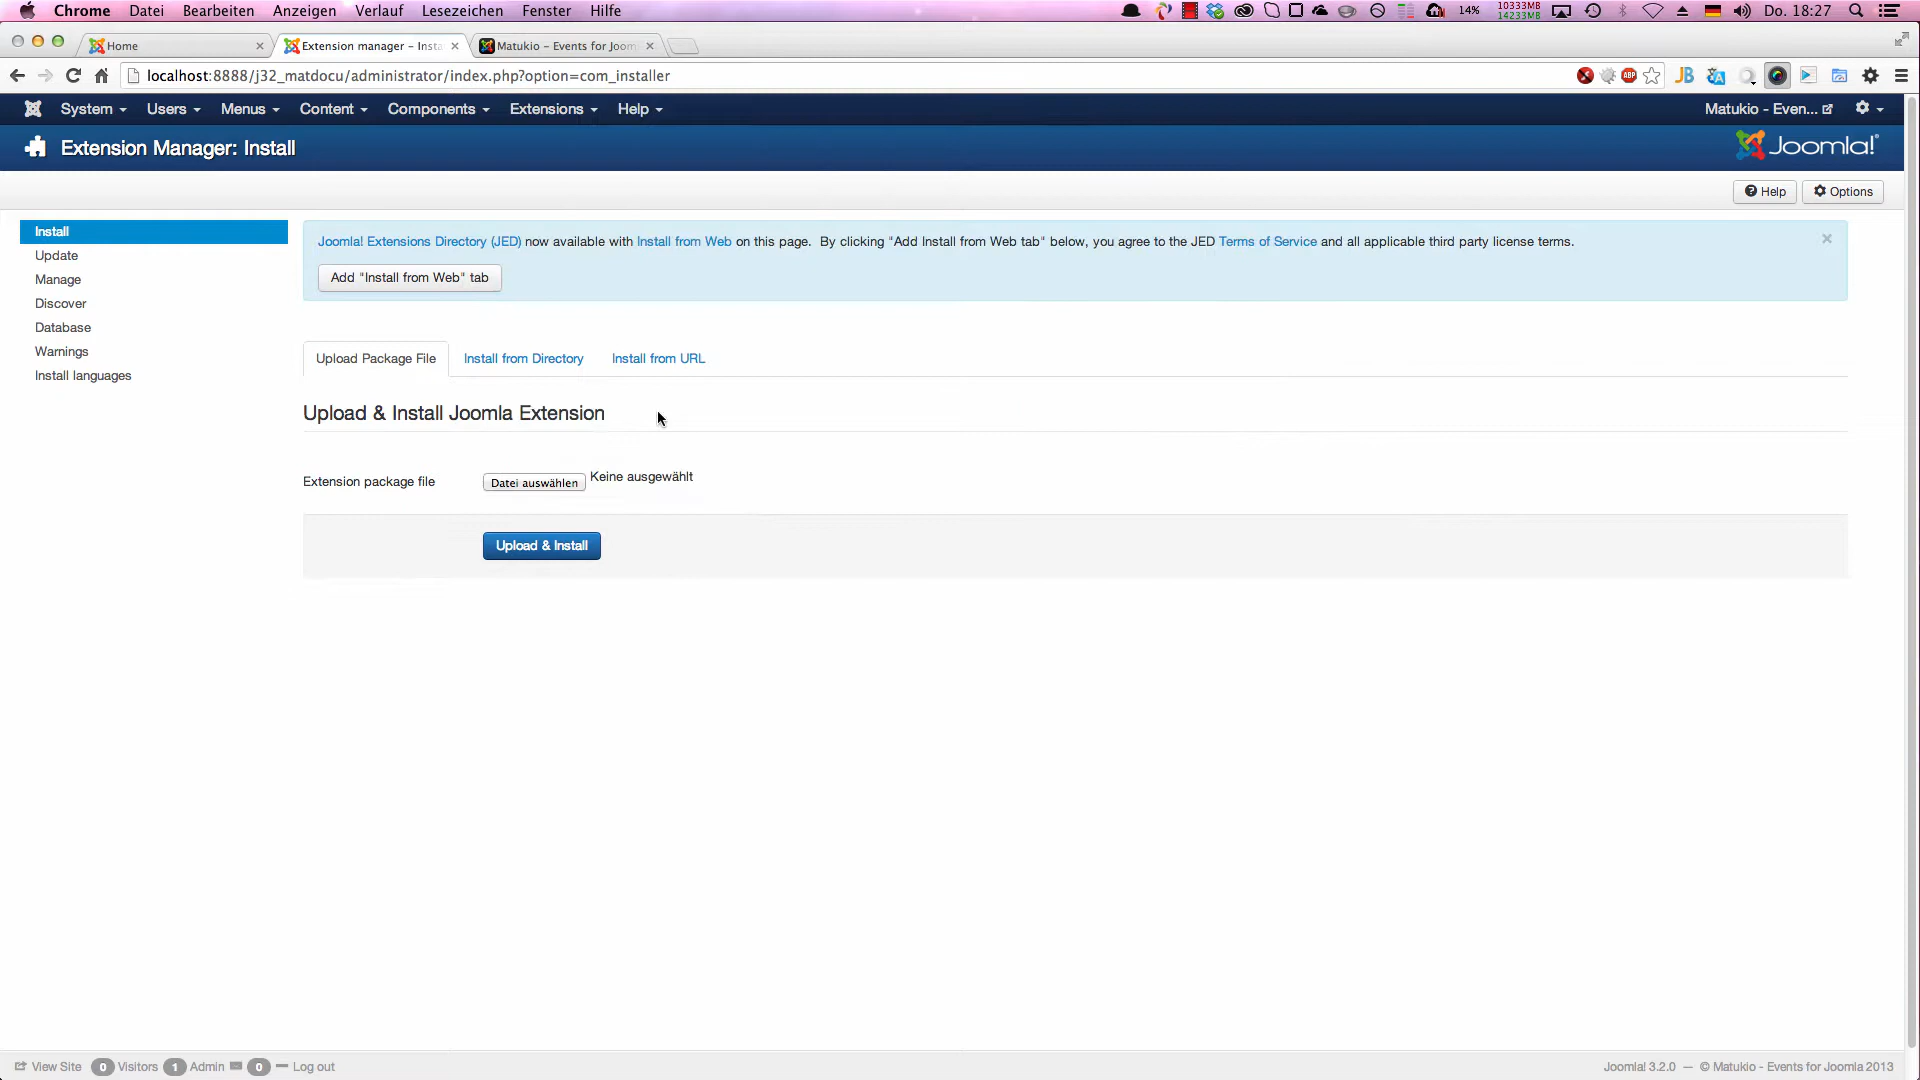 Chrome Datei Bearbeiten Anzeigen Verlauf Lesezeichen Fenster Hilfe 14% 10333MB 14233MB Do. 18:27
Home Extension manager – Insta Matukio – Events for Joom
localhost:8888/j32_matdocu/administrator/index.php?option=com_installer ABP JB
System Users Menus Content Components Extensions Help Matukio - Even...
Extension Manager: Install Joomla!
Help Options
Install
Joomla! Extensions Directory (JED) now available with Install from Web on this page. By clicking "Add Install from Web tab" below, you agree to the JED Terms of Service and all applicable third party license terms.
Update
Add "Install from Web" tab
Manage
Discover
Database
Warnings
Install languages
Upload Package File Install from Directory Install from URL
Upload & Install Joomla Extension
Extension package file Datei auswählen Keine ausgewählt
Upload & Install
View Site 0 Visitors 1 Admin 0 Log out Joomla! 3.2.0 — © Matukio - Events for Joomla 2013